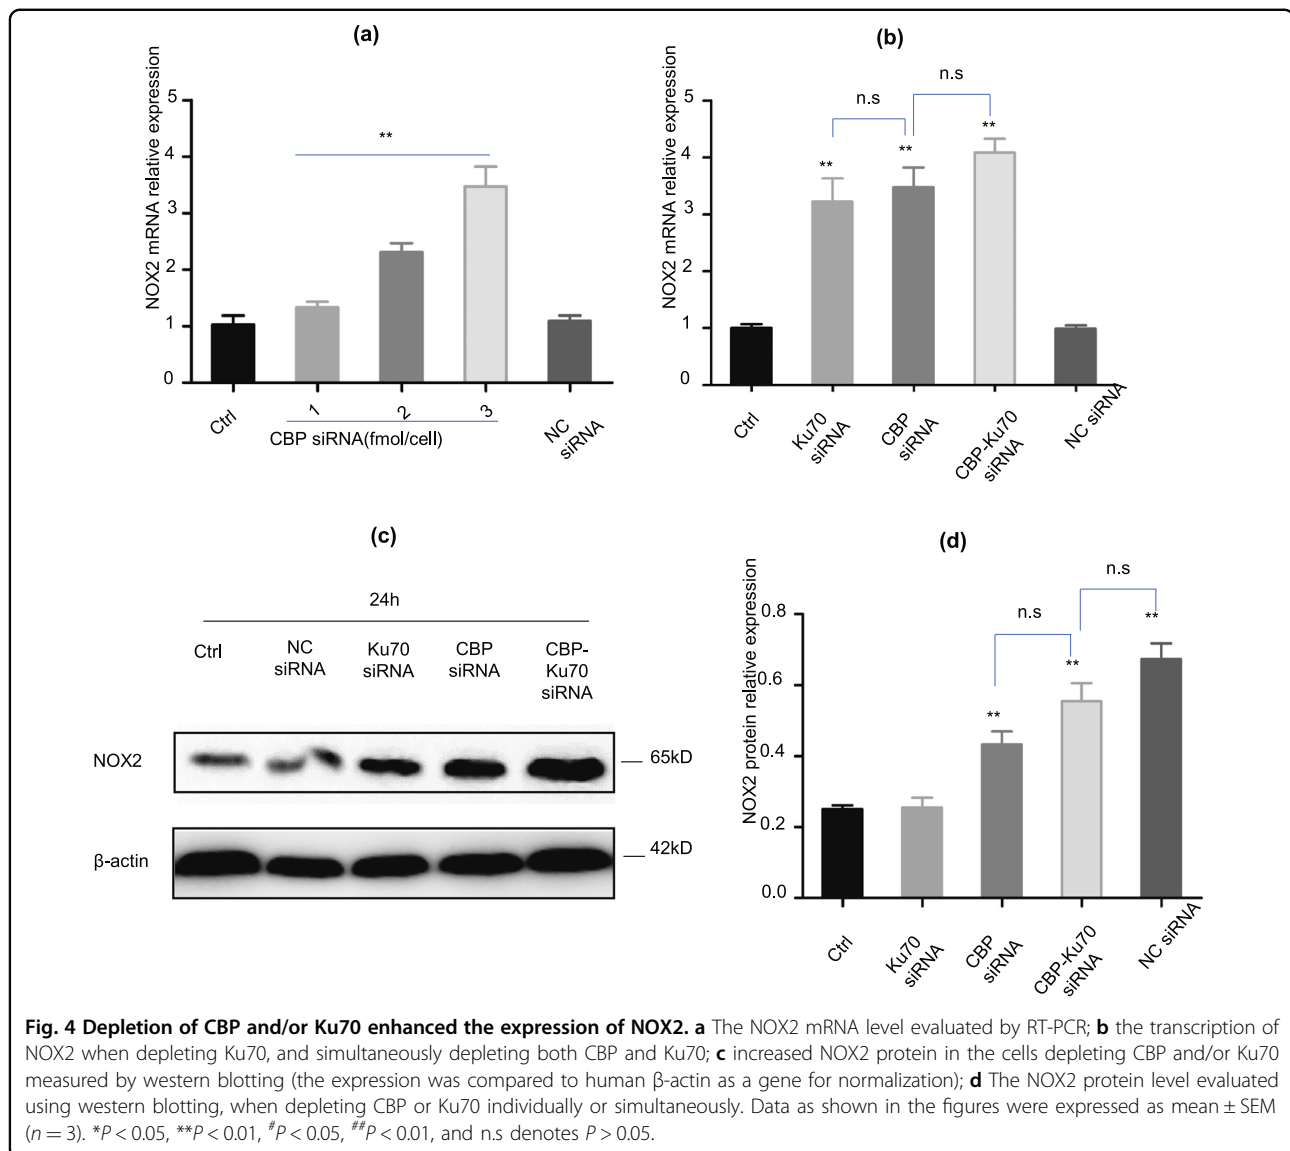 (a)
NOX2 mRNA relative expression
5
4
3
2
1
0
**
Ctrl
1
2
3
CBP siRNA(fmol/cell)
NC
siRNA
(b)
NOX2 mRNA relative expression
5
4
3
2
1
0
n.s
n.s
**
**
**
Ctrl
Ku70
siRNA
CBP
siRNA
CBP-Ku70
siRNA
NC siRNA
(c)
24h
Ctrl
NC
siRNA
Ku70
siRNA
CBP
siRNA
CBP-
Ku70
siRNA
NOX2
65kD
β-actin
42kD
(d)
NOX2 protein relative expression
0.8
0.6
0.4
0.2
0.0
n.s
n.s
**
**
**
Ctrl
Ku70
siRNA
CBP
siRNA
CBP-Ku70
siRNA
NC siRNA
Fig. 4 Depletion of CBP and/or Ku70 enhanced the expression of NOX2. a The NOX2 mRNA level evaluated by RT-PCR; b the transcription of
NOX2 when depleting Ku70, and simultaneously depleting both CBP and Ku70; c increased NOX2 protein in the cells depleting CBP and/or Ku70
measured by western blotting (the expression was compared to human β-actin as a gene for normalization); d The NOX2 protein level evaluated
using western blotting, when depleting CBP or Ku70 individually or simultaneously. Data as shown in the figures were expressed as mean ± SEM
(n = 3). *P < 0.05, **P < 0.01, #P < 0.05, ##P < 0.01, and n.s denotes P > 0.05.